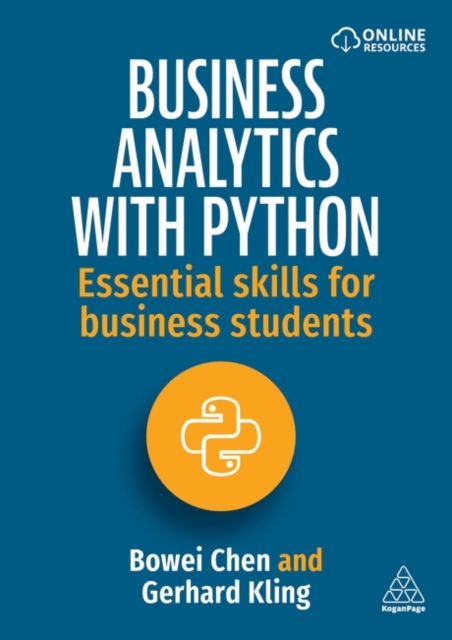 ONLINE
RESOURCES
BUSINESS
ANALYTICS
WITH PYTHON
Essential skills for
business students
Bowei Chen and
Gerhard Kling
KoganPage